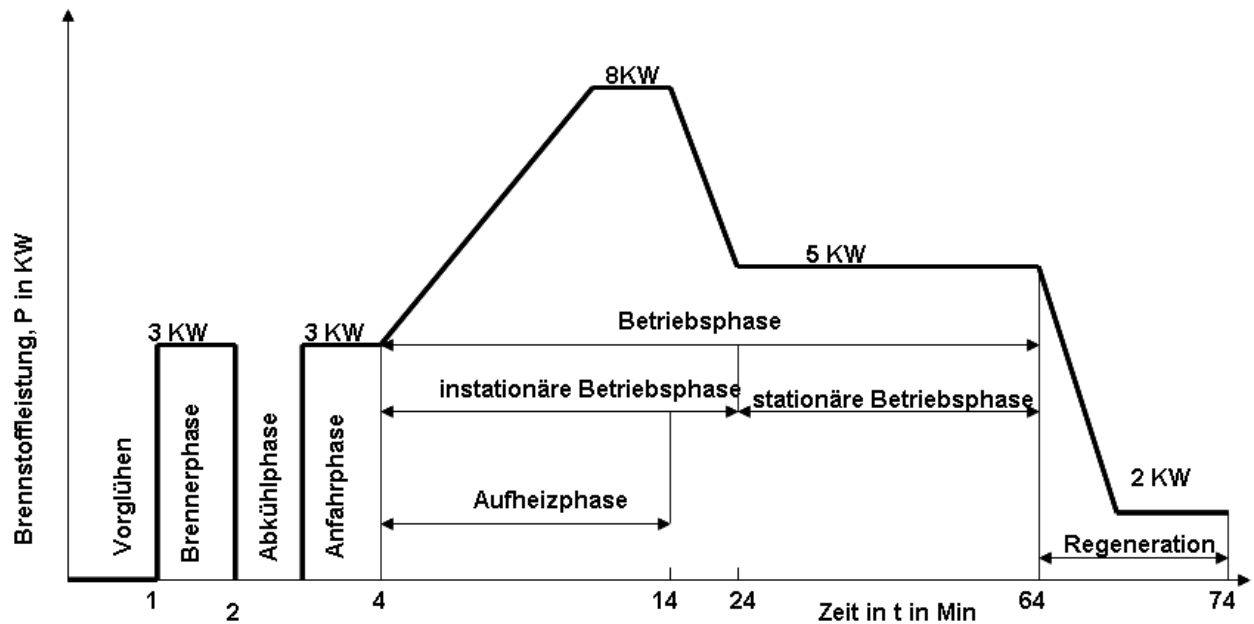 8KW
5 KW
3 KW
3 KW
Betriebsphase
instationäre Betriebsphase
stationäre Betriebsphase
Aufheizphase
2 KW
Regeneration
Brennstoffleistung, P in KW
Vorglühen
Brennerphase
Abkühlphase
Anfahrphase
1
2
4
14
24
Zeit in t in Min
64
74